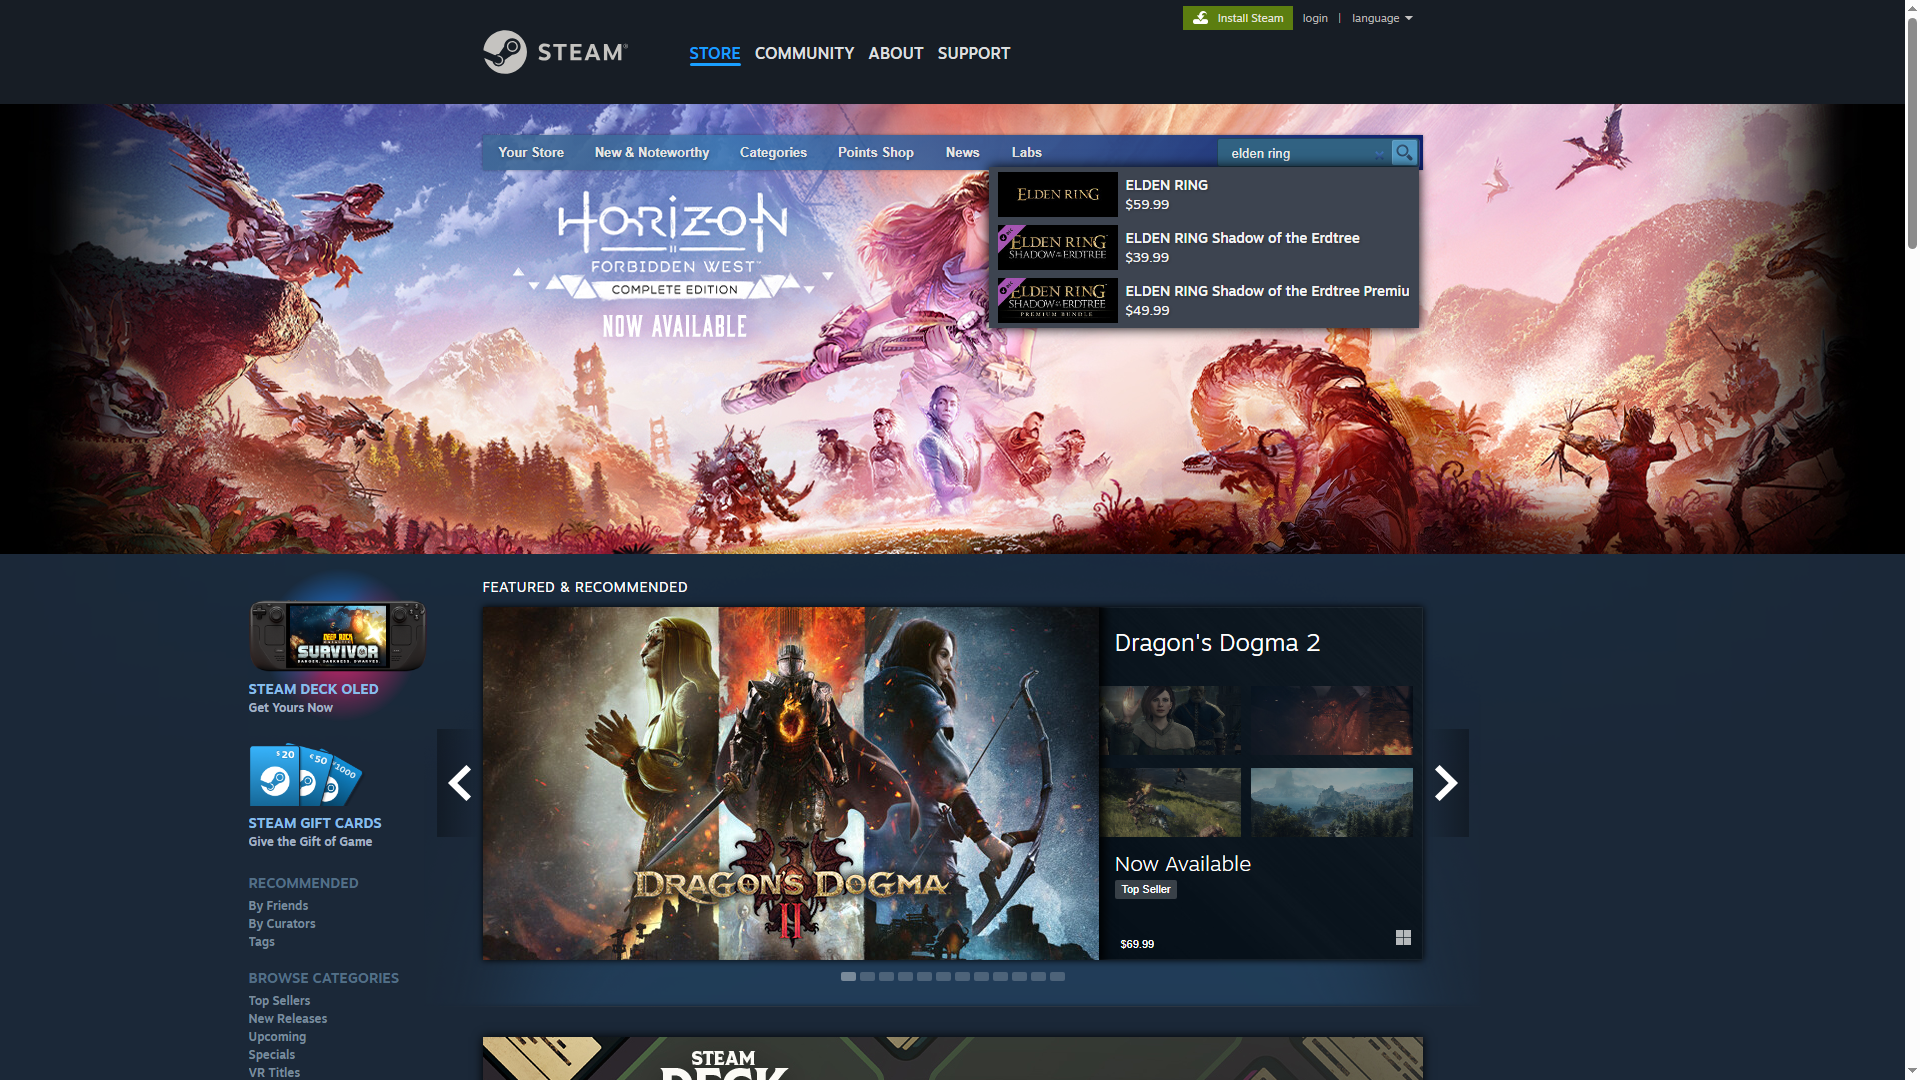 Install Steam
login | language
STEAM®
STORE COMMUNITY ABOUT SUPPORT
Your Store New & Noteworthy Categories Points Shop News Labs
elden ring
ELDEN RING
ELDEN RING
$59.99
ELDEN RING
SHADOW OF THE ERDTREE
ELDEN RING Shadow of the Erdtree
$39.99
ELDEN RING
SHADOW OF THE ERDTREE
PREMIUM BUNDLE
ELDEN RING Shadow of the Erdtree Premiu
$49.99
HORIZON
II
FORBIDDEN WEST™
COMPLETE EDITION
NOW AVAILABLE
DEEP ROCK
GALACTIC
SURVIVOR
DANGER. DARKNESS. DWARVES.
STEAM DECK OLED
Get Yours Now
$20
€50
¥1000
STEAM GIFT CARDS
Give the Gift of Game
RECOMMENDED
By Friends
By Curators
Tags
BROWSE CATEGORIES
Top Sellers
New Releases
Upcoming
Specials
VR Titles
FEATURED & RECOMMENDED
DRAGON'S DOGMA
II
Dragon's Dogma 2
Now Available
Top Seller
$69.99
STEAM
DECK